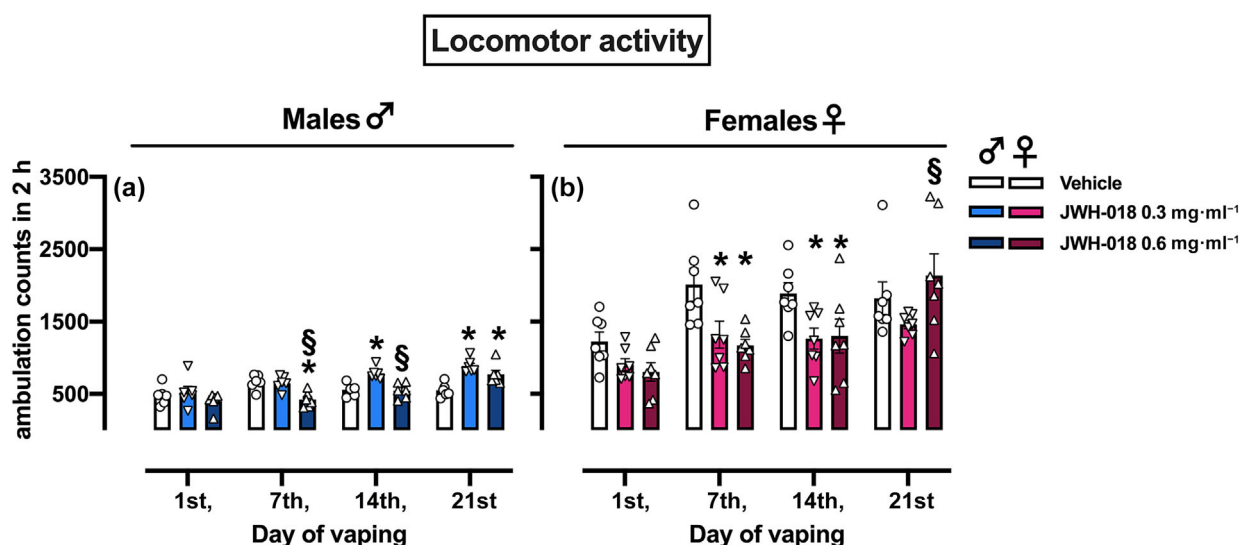 Locomotor activity
Males ♂
Females ♀
♂ ♀
Vehicle
JWH-018 0.3 mg·ml⁻¹
JWH-018 0.6 mg·ml⁻¹
ambulation counts in 2 h
3500
2500
1500
500
(a)
§
*
*
§
*
*
(b)
*
*
*
*
§
1st, 7th, 14th, 21st
Day of vaping
1st, 7th, 14th, 21st
Day of vaping